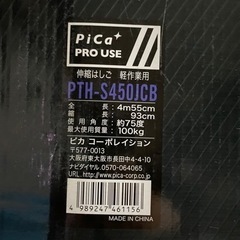 PiCa+
PRO USE
伸縮はしご 軽作業用
PTH-S450JCB
全長:4m55cm
縮長:93cm
使用角度:約75度
最大使用質量:100kg
ピカ コーポレイション
〒577-0013
大阪府東大阪市長田中4-4-10
ナビダイヤル.0570-064065
URL http://www.pica-corp.co.jp
4 989247 461156
MADE IN CHINA